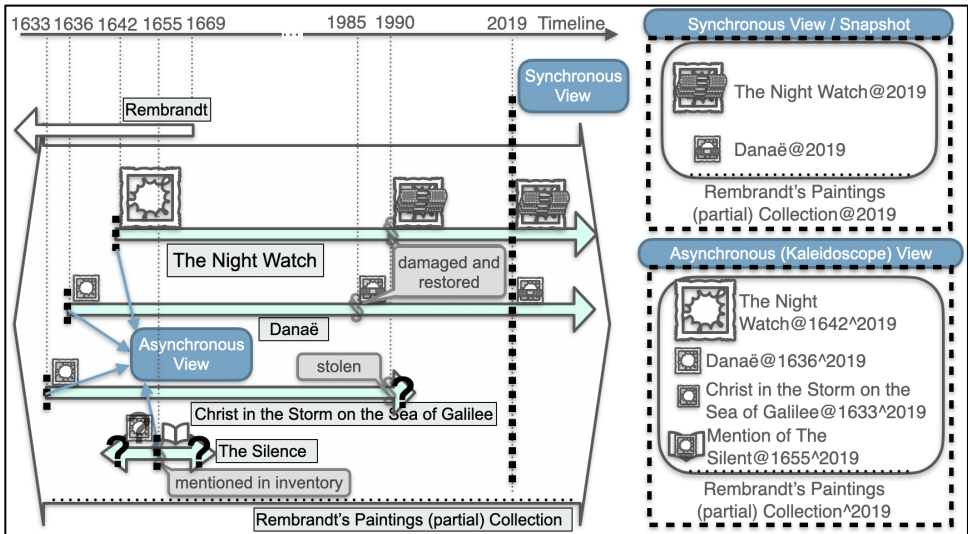 1633 1636 1642 1655 1669 ... 1985 1990 2019 Timeline
Synchronous
View
Rembrandt
The Night Watch
damaged and
restored
Danaë
Asynchronous
View
stolen
?
Christ in the Storm on the Sea of Galilee
? ?
The Silence
mentioned in inventory
Rembrandt's Paintings (partial) Collection
Synchronous View / Snapshot
The Night Watch@2019
Danaë@2019
Rembrandt's Paintings
(partial) Collection@2019
Asynchronous (Kaleidoscope) View
The Night
Watch@1642^2019
Danaë@1636^2019
Christ in the Storm on the
Sea of Galilee@1633^2019
Mention of The
Silent@1655^2019
Rembrandt's Paintings
(partial) Collection^2019